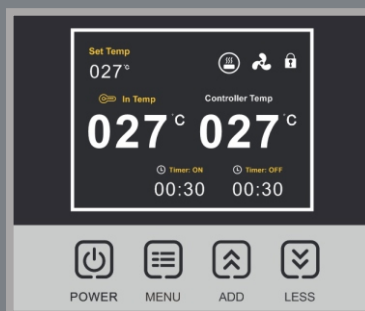 Set Temp
027°c
In Temp Controller Temp
027°C 027°C
Timer: ON Timer: OFF
00:30 00:30
POWER MENU ADD LESS